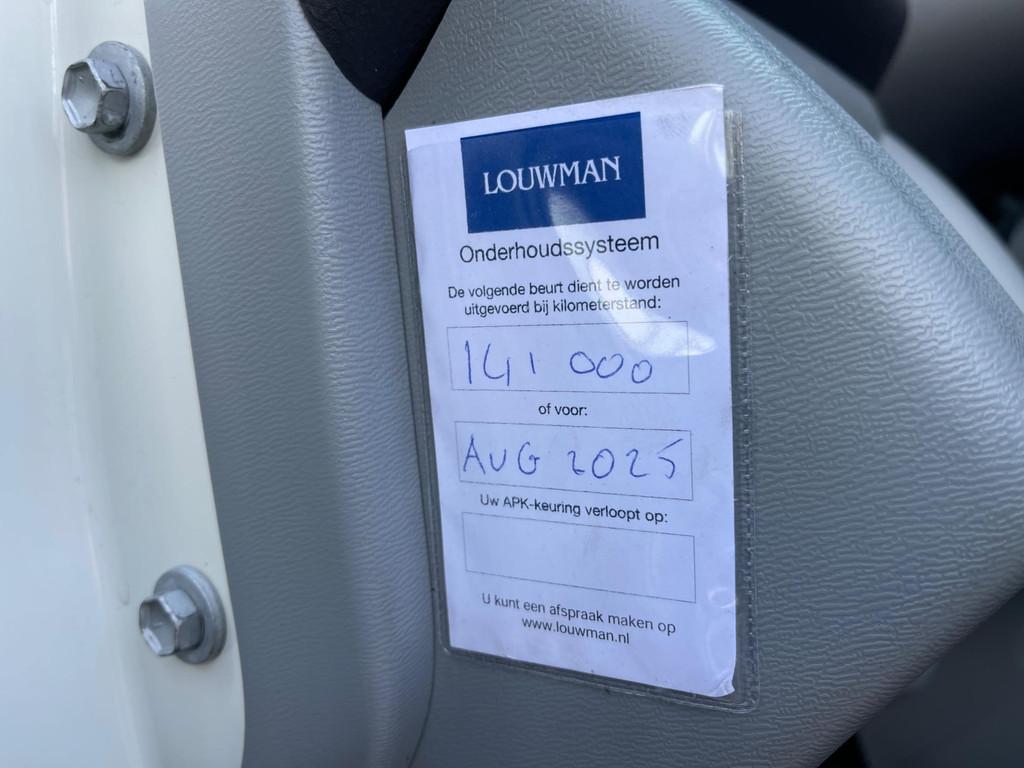 LOUWMAN
Onderhoudssysteem
De volgende beurt dient te worden
uitgevoerd bij kilometerstand:
141 000
of voor:
AUG 2025
Uw APK-keuring verloopt op:
U kunt een afspraak maken op
www.louwman.nl